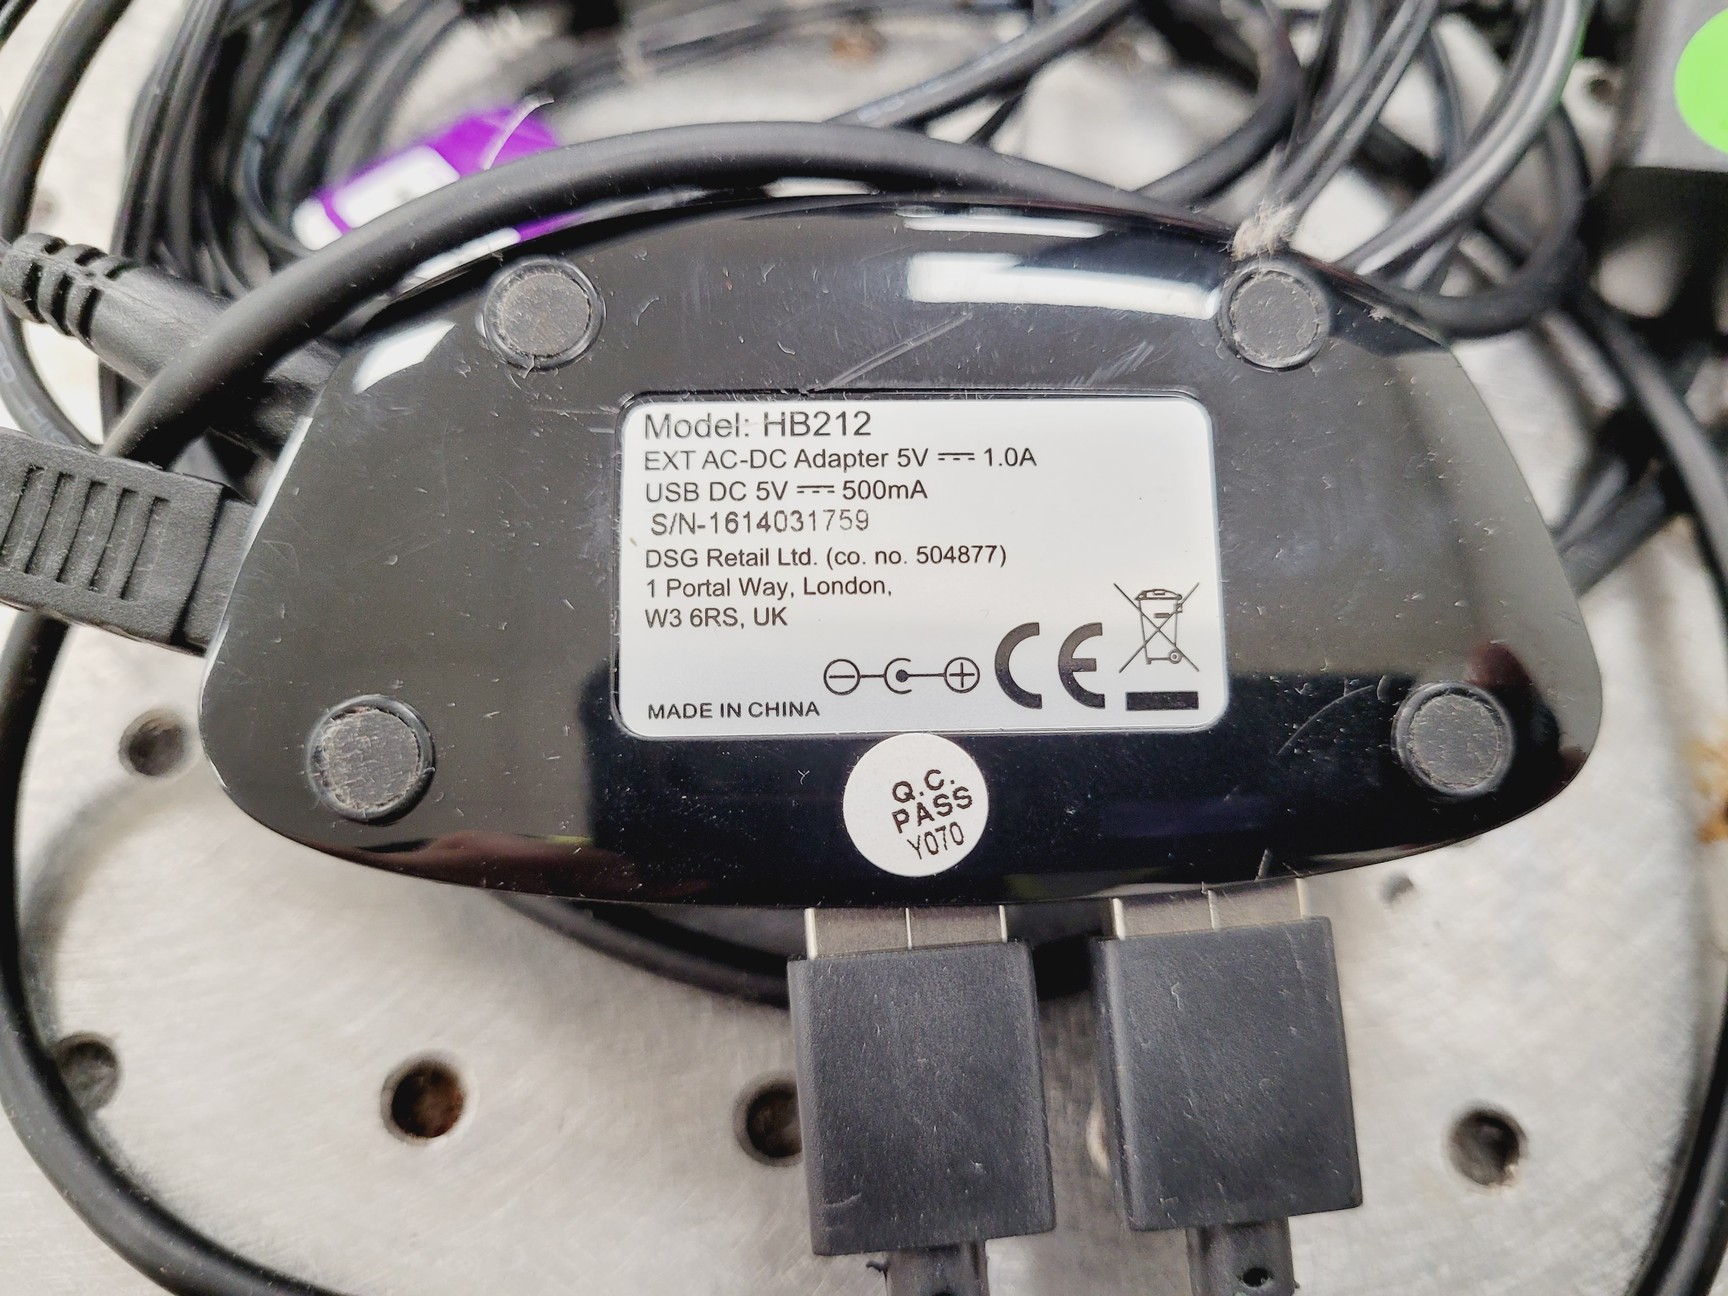 Model: HB212
EXT AC-DC Adapter 5V ⎓ 1.0A
USB DC 5V ⎓ 500mA
S/N-1614031759
DSG Retail Ltd. (co. no. 504877)
1 Portal Way, London,
W3 6RS, UK
CE
MADE IN CHINA
Q.C.
PASS
Y070